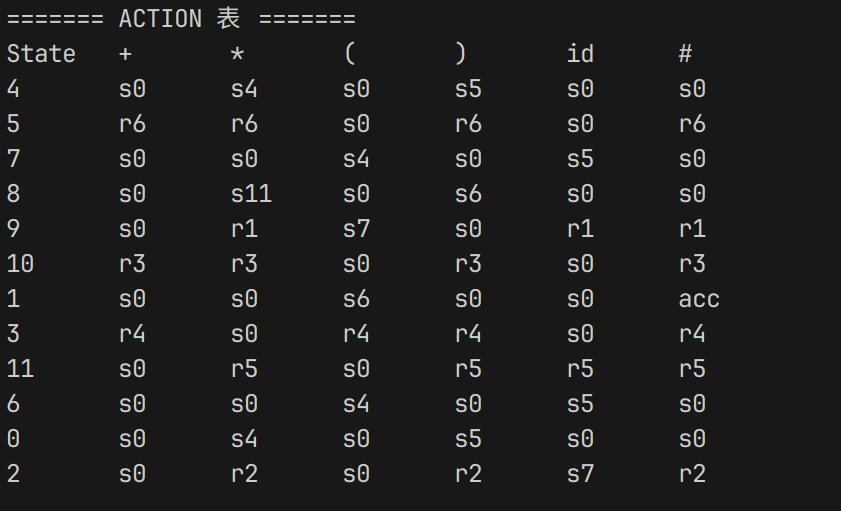 ======= ACTION 表 =======
State + * ( ) id #
4 s0 s4 s0 s5 s0 s0
5 r6 r6 s0 r6 s0 r6
7 s0 s0 s4 s0 s5 s0
8 s0 s11 s0 s6 s0 s0
9 s0 r1 s7 s0 r1 r1
10 r3 r3 s0 r3 s0 r3
1 s0 s0 s6 s0 s0 acc
3 r4 s0 r4 r4 s0 r4
11 s0 r5 s0 r5 r5 r5
6 s0 s0 s4 s0 s5 s0
0 s0 s4 s0 s5 s0 s0
2 s0 r2 s0 r2 s7 r2